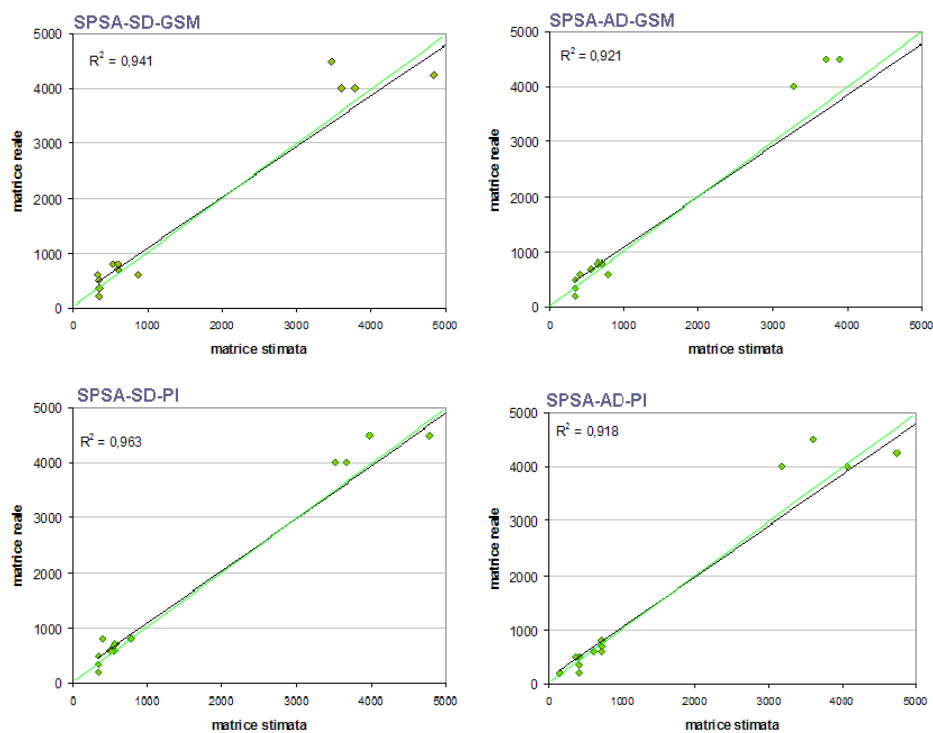 SPSA-SD-GSM
R² = 0,941
5000
4000
3000
2000
1000
0
0 1000 2000 3000 4000 5000
matrice reale
matrice stimata
SPSA-AD-GSM
R² = 0,921
5000
4000
3000
2000
1000
0
0 1000 2000 3000 4000 5000
matrice reale
matrice stimata
SPSA-SD-PI
R² = 0,963
5000
4000
3000
2000
1000
0
0 1000 2000 3000 4000 5000
matrice reale
matrice stimata
SPSA-AD-PI
R² = 0,918
5000
4000
3000
2000
1000
0
0 1000 2000 3000 4000 5000
matrice reale
matrice stimata